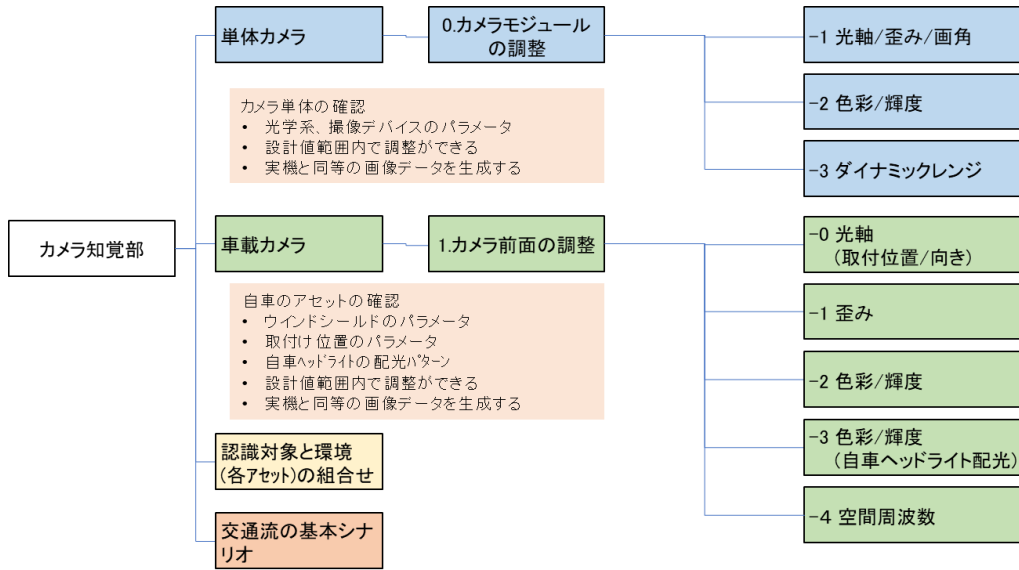 カメラ知覚部
単体カメラ
0.カメラモジュール
の調整
-1 光軸/歪み/画角
-2 色彩/輝度
-3 ダイナミックレンジ
カメラ単体の確認
• 光学系、撮像デバイスのパラメータ
• 設計値範囲内で調整ができる
• 実機と同等の画像データを生成する
車載カメラ
1.カメラ前面の調整
-0 光軸
(取付位置/向き)
-1 歪み
-2 色彩/輝度
-3 色彩/輝度
(自車ヘッドライト配光)
-4 空間周波数
自車のアセットの確認
• ウインドシールドのパラメータ
• 取付け位置のパラメータ
• 自車ﾍｯﾄﾞﾗｲﾄの配光ﾊﾟﾀｰﾝ
• 設計値範囲内で調整ができる
• 実機と同等の画像データを生成する
認識対象と環境
(各アセット)の組合せ
交通流の基本シナ
リオ